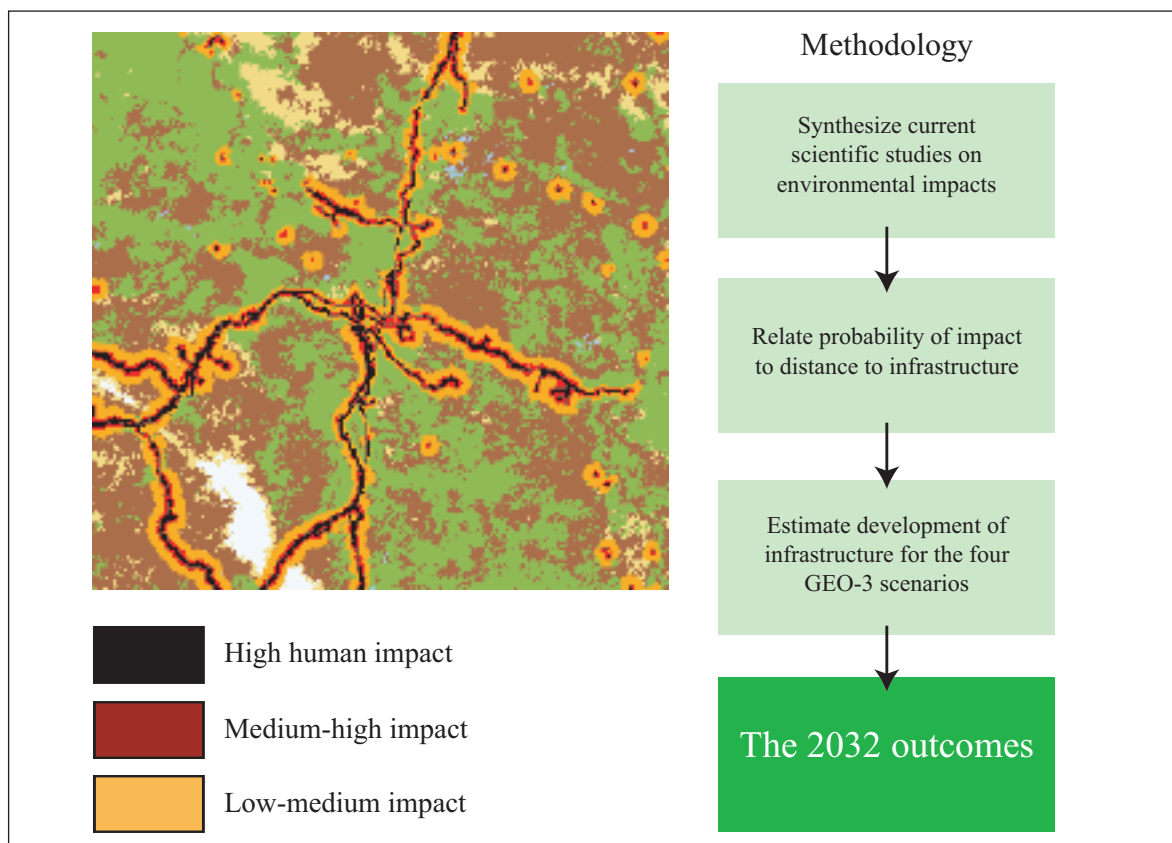 Methodology
Synthesize current
scientific studies on
environmental impacts
Relate probability of impact
to distance to infrastructure
Estimate development of
infrastructure for the four
GEO-3 scenarios
The 2032 outcomes
High human impact
Medium-high impact
Low-medium impact